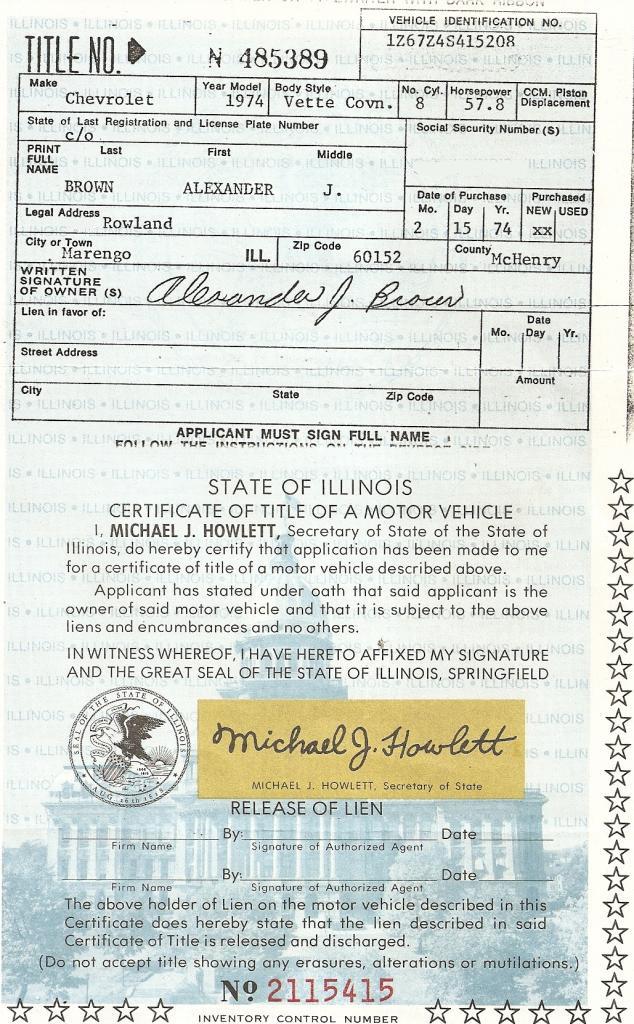 VEHICLE IDENTIFICATION NO.
TITLE NO. N 485389 1Z67Z4S415208
Make Year Model Body Style No. Cyl. Horsepower CCM. Piston Displacement
Chevrolet 1974 Vette Covn. 8 57.8
State of Last Registration and License Plate Number Social Security Number (S)
c/o
PRINT FULL NAME Last First Middle
BROWN ALEXANDER J.
Date of Purchase Purchased
Mo. Day Yr. NEW USED
Legal Address Rowland 2 15 74 xx
City or Town Marengo ILL. Zip Code 60152 County McHenry
WRITTEN SIGNATURE OF OWNER (S) Alexander J. Brown
Lien in favor of: Date
Mo. Day Yr.
Street Address
Amount
City State Zip Code
APPLICANT MUST SIGN FULL NAME
FOLLOW THE INSTRUCTIONS ON THE REVERSE
STATE OF ILLINOIS
CERTIFICATE OF TITLE OF A MOTOR VEHICLE
I, MICHAEL J. HOWLETT, Secretary of State of the State of
Illinois, do hereby certify that application has been made to me
for a certificate of title of a motor vehicle described above.
Applicant has stated under oath that said applicant is the
owner of said motor vehicle and that it is subject to the above
liens and encumbrances and no others.
IN WITNESS WHEREOF, I HAVE HERETO AFFIXED MY SIGNATURE
AND THE GREAT SEAL OF THE STATE OF ILLINOIS, SPRINGFIELD
SEAL OF THE STATE OF ILLINOIS
AUG. 26th 1818
Michael J. Howlett
MICHAEL J. HOWLETT, Secretary of State
RELEASE OF LIEN
By: Date
Firm Name Signature of Authorized Agent
By: Date
Firm Name Signature of Authorized Agent
The above holder of Lien on the motor vehicle described in this
Certificate does hereby state that the lien described in said
Certificate of Title is released and discharged.
(Do not accept title showing any erasures, alterations or mutilations.)
No 2115415
INVENTORY CONTROL NUMBER